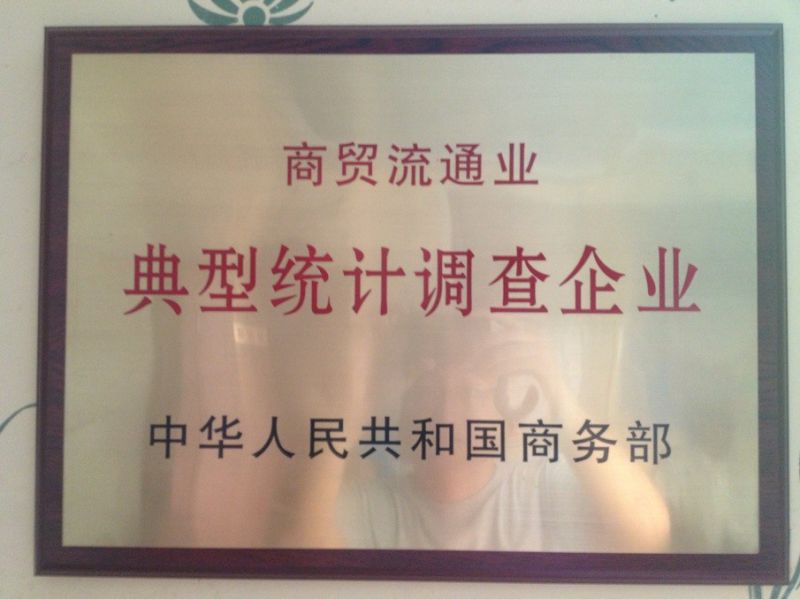 商贸流通业
典型统计调查企业
中华人民共和国商务部